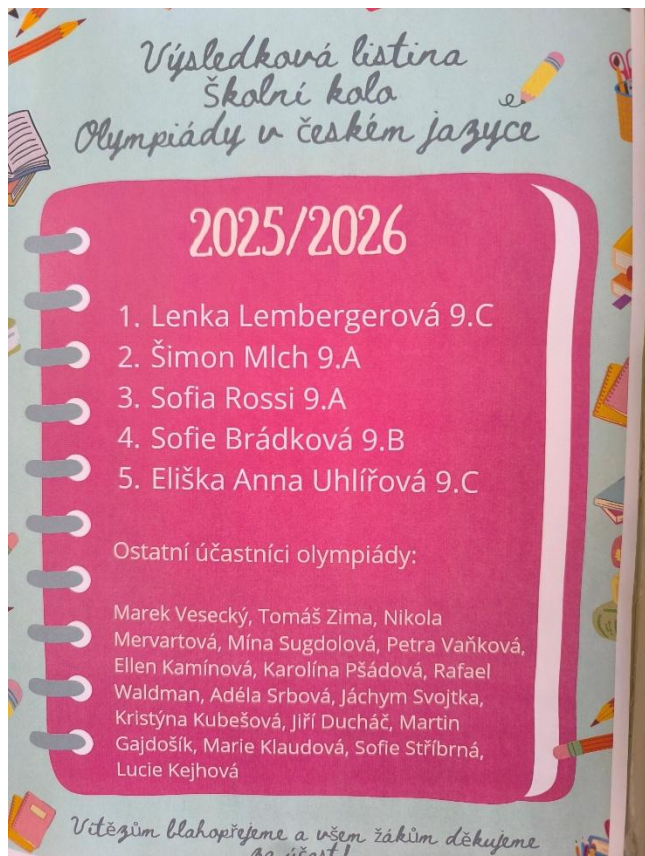 Výsledková listina
Školní kolo
Olympiády v českém jazyce
2025/2026
1. Lenka Lembergerová 9.C
2. Šimon Mlch 9.A
3. Sofia Rossi 9.A
4. Sofie Brádková 9.B
5. Eliška Anna Uhlířová 9.C
Ostatní účastníci olympiády:
Marek Vesecký, Tomáš Zima, Nikola
Mervartová, Mína Sugdolová, Petra Vaňková,
Ellen Kamínová, Karolína Pšádová, Rafael
Waldman, Adéla Srbová, Jáchym Svojtka,
Kristýna Kubešová, Jiří Ducháč, Martin
Gajdošík, Marie Klaudová, Sofie Stříbrná,
Lucie Kejhová
Vítězům blahopřejeme a všem žákům děkujeme
za účast!